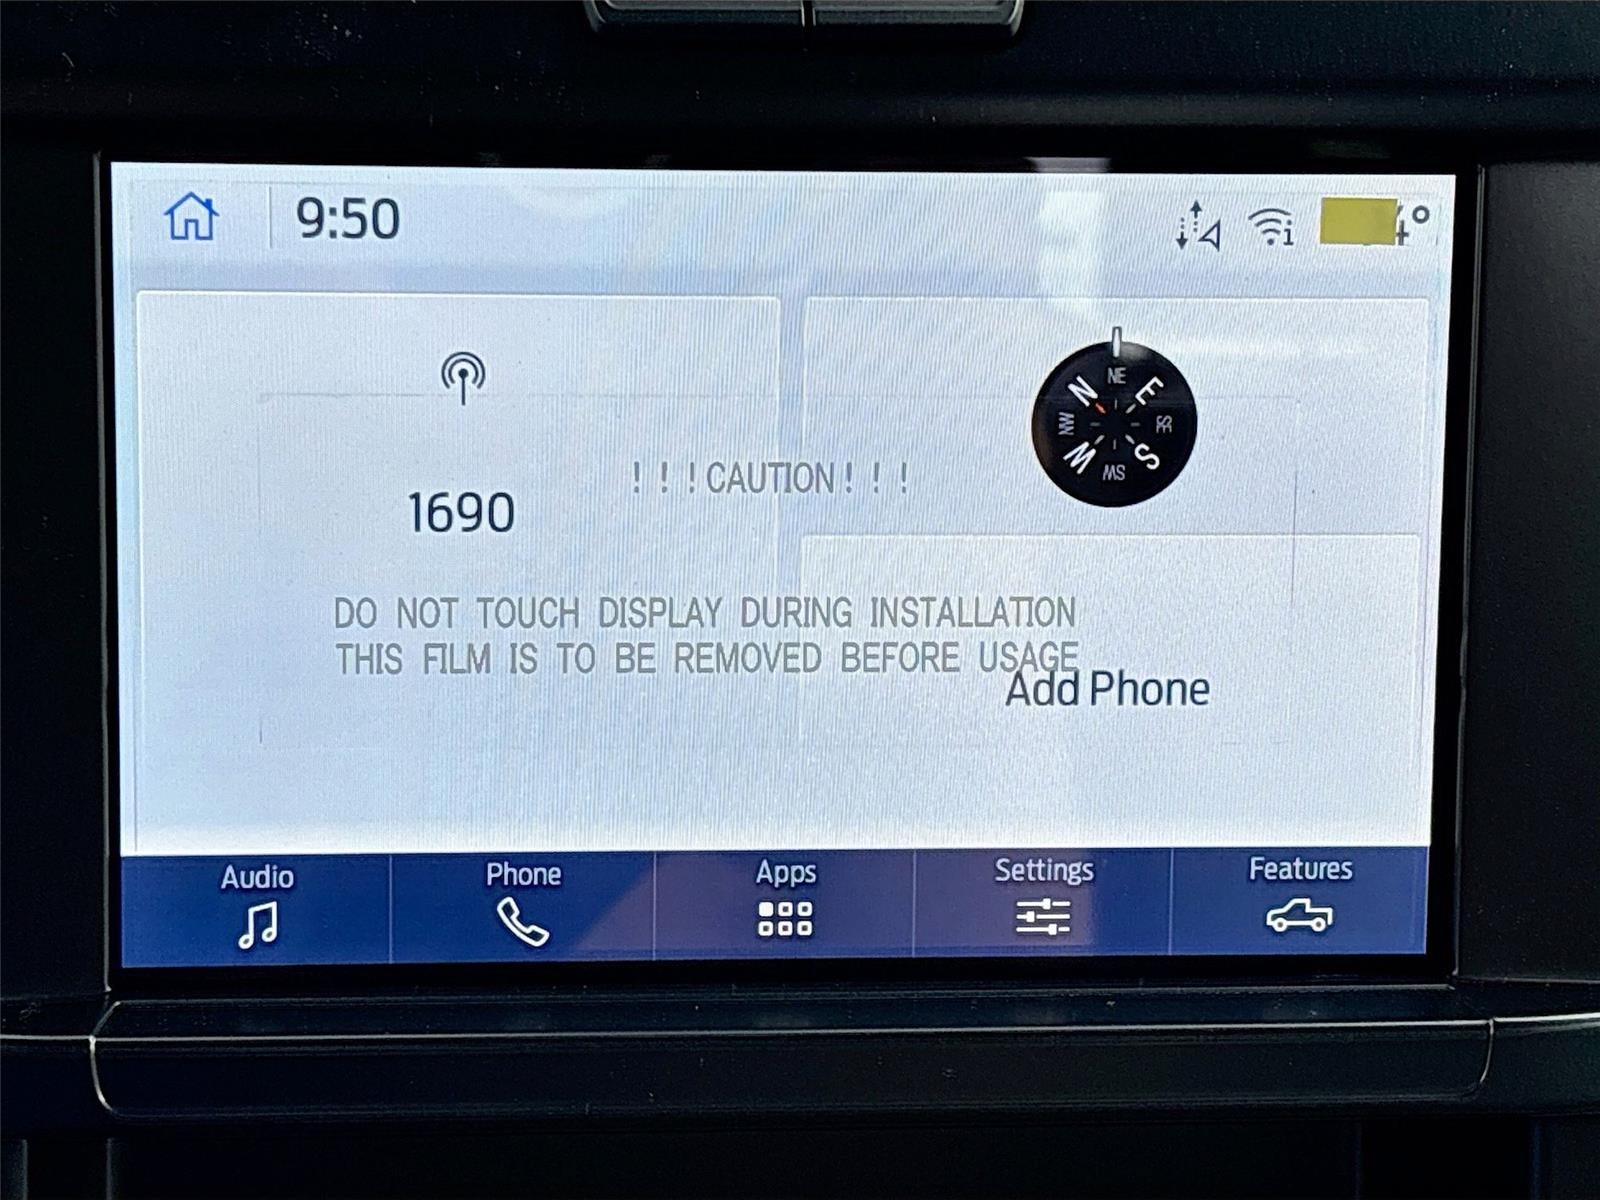 9:50
!!!CAUTION!!!
1690
DO NOT TOUCH DISPLAY DURING INSTALLATION
THIS FILM IS TO BE REMOVED BEFORE USAGE
NE
N E
NW SE
W S
SW
Add Phone
Audio Phone Apps Settings Features